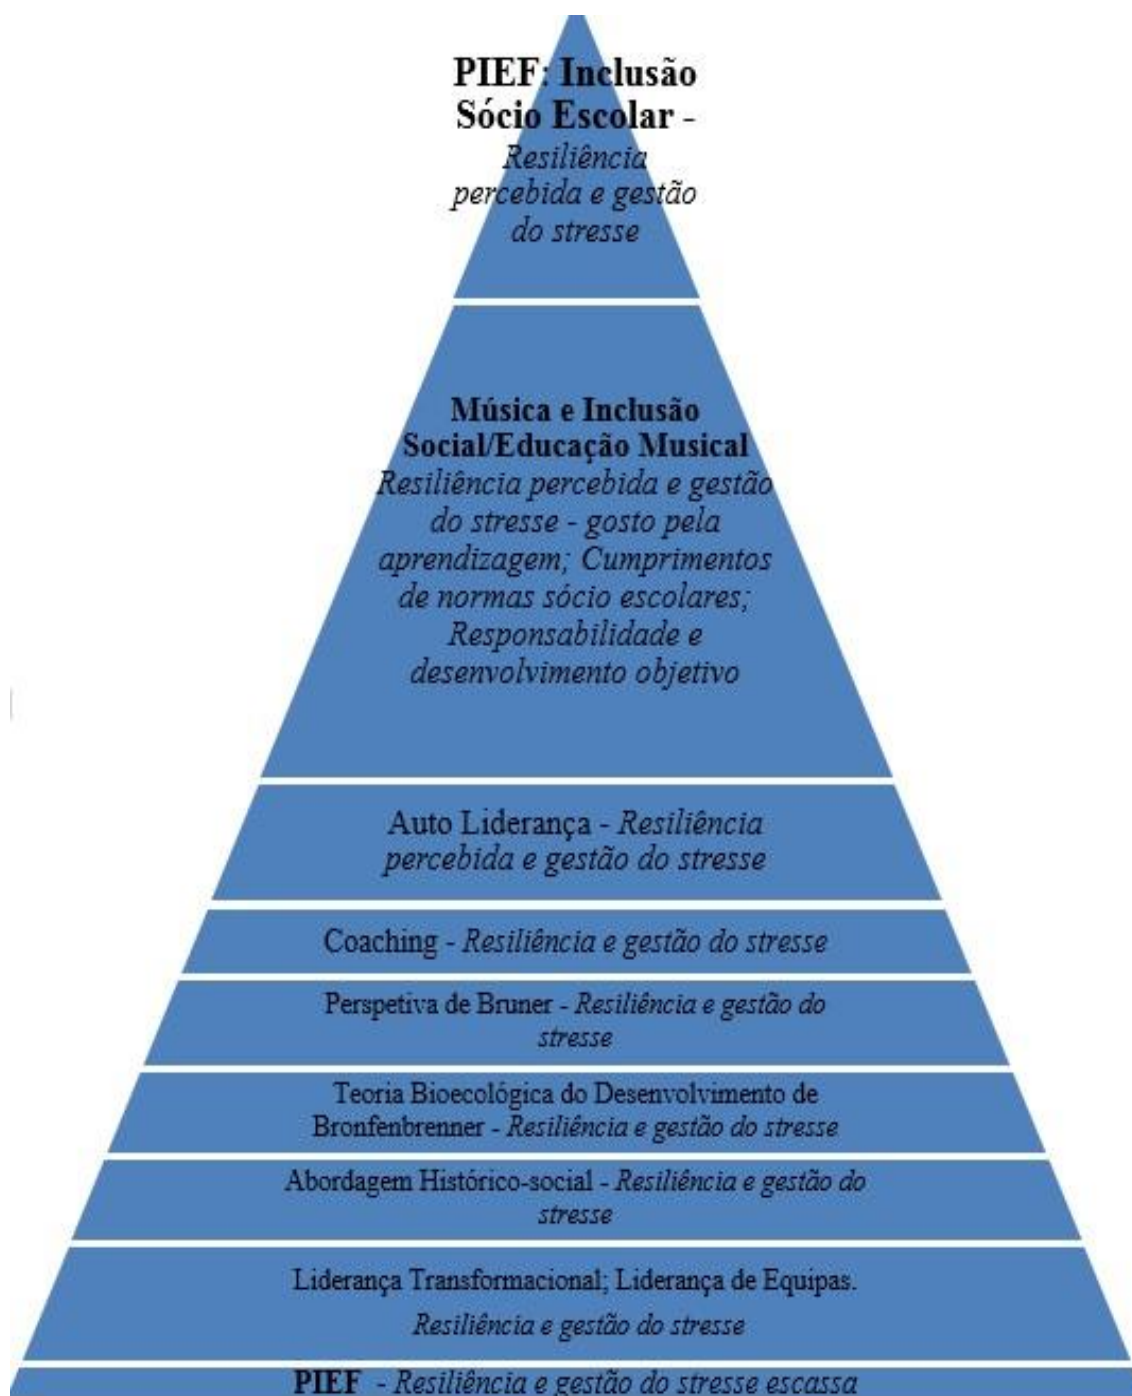 PIEF: Inclusão
Sócio Escolar -
Resiliência
percebida e gestão
do stresse
Música e Inclusão
Social/Educação Musical
Resiliência percebida e gestão
do stresse - gosto pela
aprendizagem; Cumprimentos
de normas sócio escolares;
Responsabilidade e
desenvolvimento objetivo
Auto Liderança - Resiliência
percebida e gestão do stresse
Coaching - Resiliência e gestão do stresse
Perspetiva de Bruner - Resiliência e gestão do
stresse
Teoria Bioecológica do Desenvolvimento de
Bronfenbrenner - Resiliência e gestão do stresse
Abordagem Histórico-social - Resiliência e gestão do
stresse
Liderança Transformacional; Liderança de Equipas.
Resiliência e gestão do stresse
PIEF - Resiliência e gestão do stresse escassa